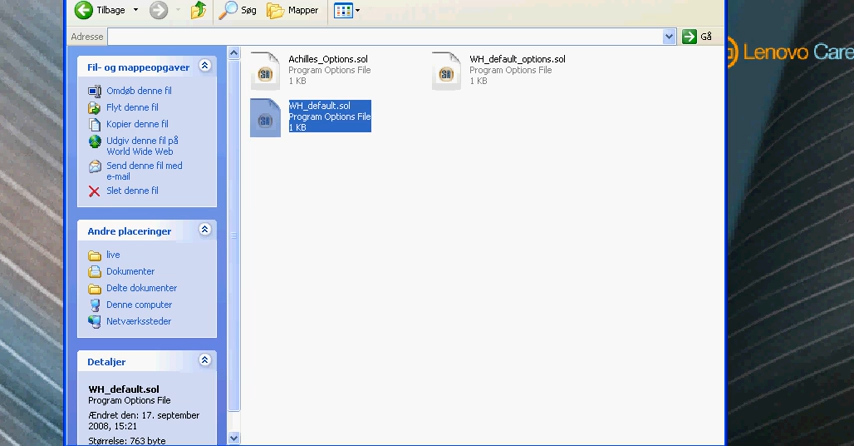 Tilbage
Søg
Mapper
Adresse
Gå
Lenovo Care
Fil- og mappeopgaver
Omdøb denne fil
Flyt denne fil
Kopier denne fil
Udgiv denne fil på
World Wide Web
Send denne fil med
e-mail
Slet denne fil
Andre placeringer
live
Dokumenter
Delte dokumenter
Denne computer
Netværkssteder
Detaljer
WH_default.sol
Program Options File
Ændret den: 17. september
2008, 15:21
Størrelse: 763 byte
Achilles_Options.sol
Program Options File
1 KB
WH_default_options.sol
Program Options File
1 KB
WH_default.sol
Program Options File
1 KB